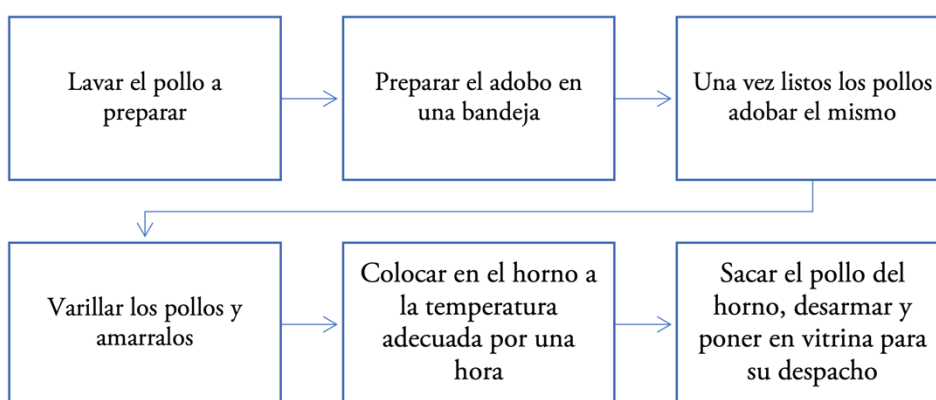 Lavar el pollo a
preparar
Preparar el adobo en
una bandeja
Una vez listos los pollos
adobar el mismo
Varillar los pollos y
amarralos
Colocar en el horno a
la temperatura
adecuada por una
hora
Sacar el pollo del
horno, desarmar y
poner en vitrina para
su despacho